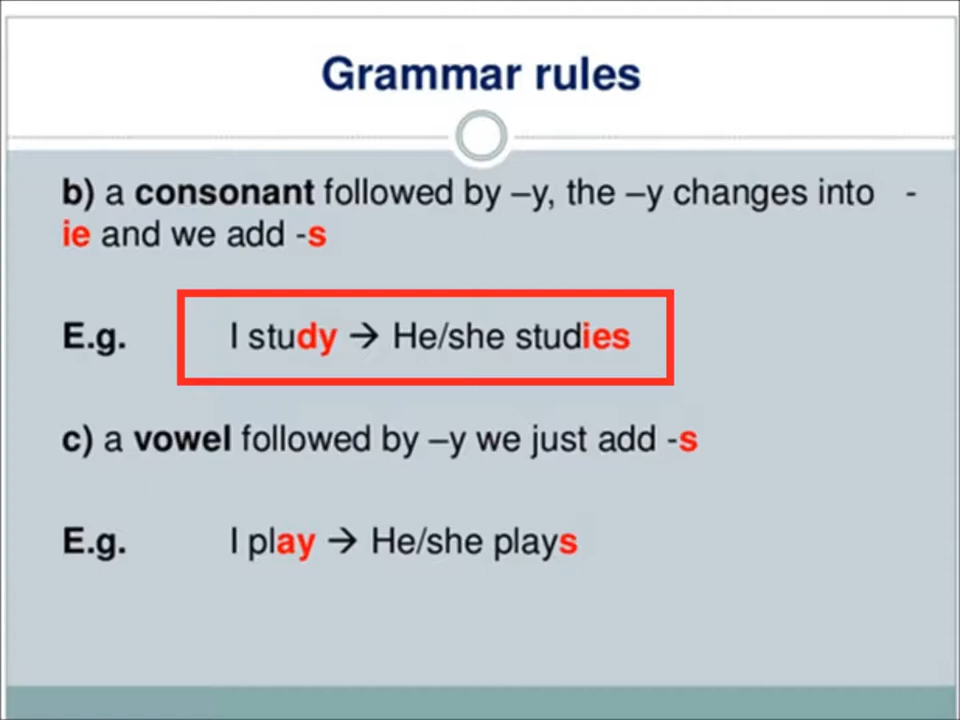 Grammar rules
b) a consonant followed by –y, the –y changes into -
ie and we add -s
E.g. I study → He/she studies
c) a vowel followed by –y we just add -s
E.g. I play → He/she plays